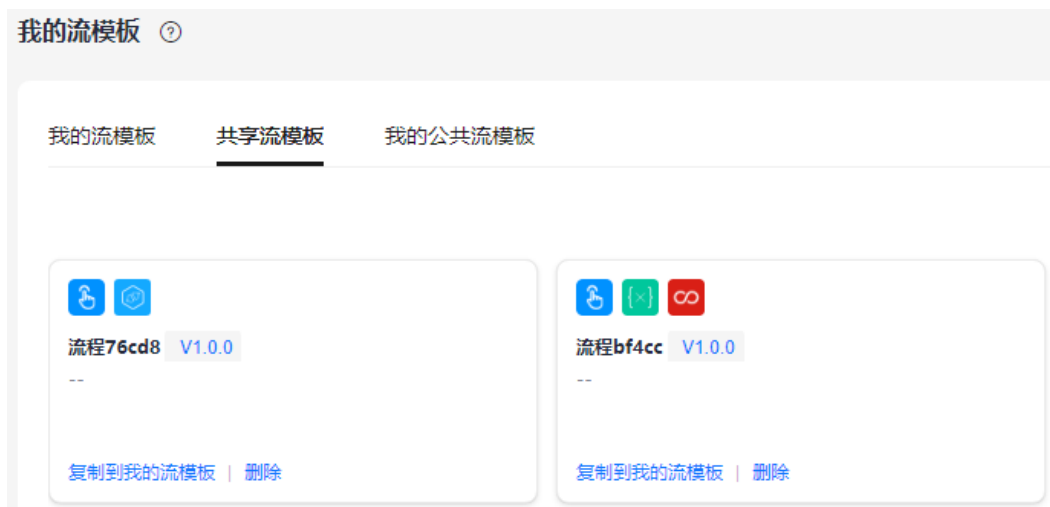 我的流模板 ?
我的流模板 共享流模板 我的公共流模板
流程76cd8 V1.0.0
--
复制到我的流模板 | 删除
流程bf4cc V1.0.0
--
复制到我的流模板 | 删除